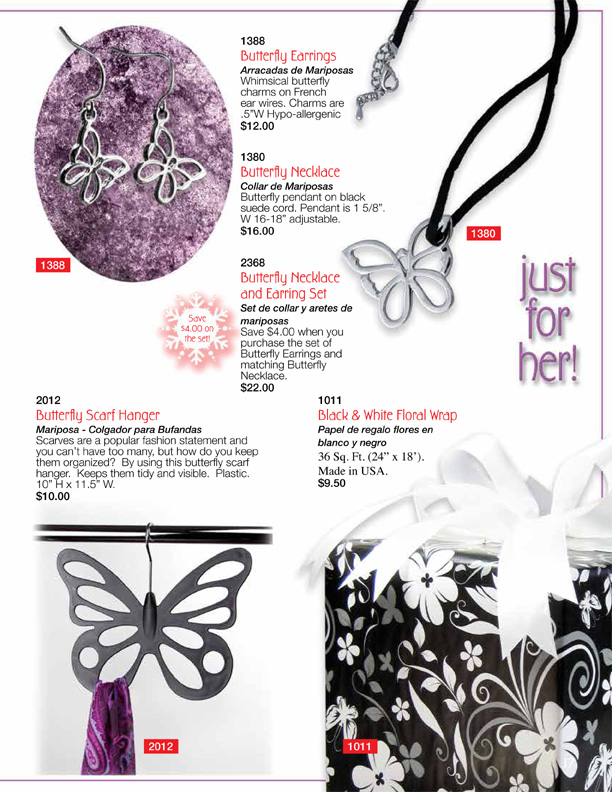 1388
Butterfly Earrings
Arracadas de Mariposas
Whimsical butterfly
charms on French
ear wires. Charms are
.5"W Hypo-allergenic
$12.00
1380
Butterfly Necklace
Collar de Mariposas
Butterfly pendant on black
suede cord. Pendant is 1 5/8".
W 16-18" adjustable.
$16.00
1380
1388
2368
Butterfly Necklace
and Earring Set
Set de collar y aretes de
mariposas
Save $4.00 when you
purchase the set of
Butterfly Earrings and
matching Butterfly
Necklace.
$22.00
Save
$4.00 on
the set!
just
for
her!
2012
Butterfly Scarf Hanger
Mariposa - Colgador para Bufandas
Scarves are a popular fashion statement and
you can't have too many, but how do you keep
them organized? By using this butterfly scarf
hanger. Keeps them tidy and visible. Plastic.
10" H x 11.5" W.
$10.00
1011
Black & White Floral Wrap
Papel de regalo flores en
blanco y negro
36 Sq. Ft. (24" x 18').
Made in USA.
$9.50
2012
1011